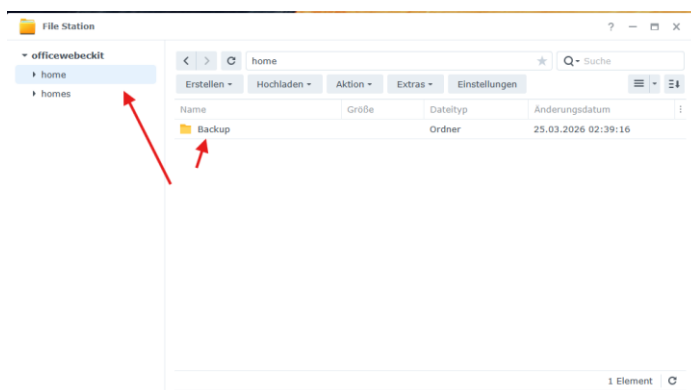 File Station
officewebeckit
home
homes
home
Suche
Erstellen
Hochladen
Aktion
Extras
Einstellungen
Name
Größe
Dateityp
Änderungsdatum
Backup
Ordner
25.03.2026 02:39:16
1 Element